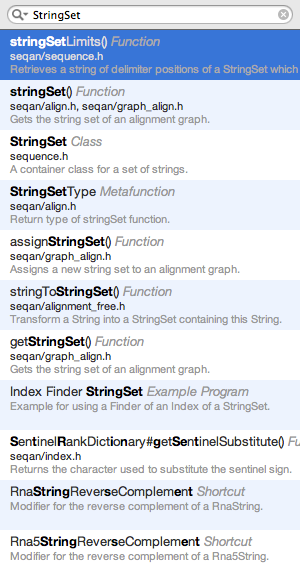 StringSet
stringSetLimits() Function
seqan/sequence.h
Retrieves a string of delimiter positions of a StringSet which
stringSet() Function
seqan/align.h, seqan/graph_align.h
Gets the string set of an alignment graph.
StringSet Class
sequence.h
A container class for a set of strings.
StringSetType Metafunction
seqan/align.h
Return type of stringSet function.
assignStringSet() Function
seqan/graph_align.h
Assigns a new string set to an alignment graph.
stringToStringSet() Function
seqan/alignment_free.h
Transform a String into a StringSet containing this String.
getStringSet() Function
seqan/graph_align.h
Gets the string set of an alignment graph.
Index Finder StringSet Example Program
Example for using a Finder of an Index of a StringSet.
SentinelRankDictionary#getSentinelSubstitute() Fu
seqan/index.h
Returns the character used to substitute the sentinel sign.
RnaStringReverseComplement Shortcut
Modifier for the reverse complement of a RnaString.
Rna5StringReverseComplement Shortcut
Modifier for the reverse complement of a Rna5String.